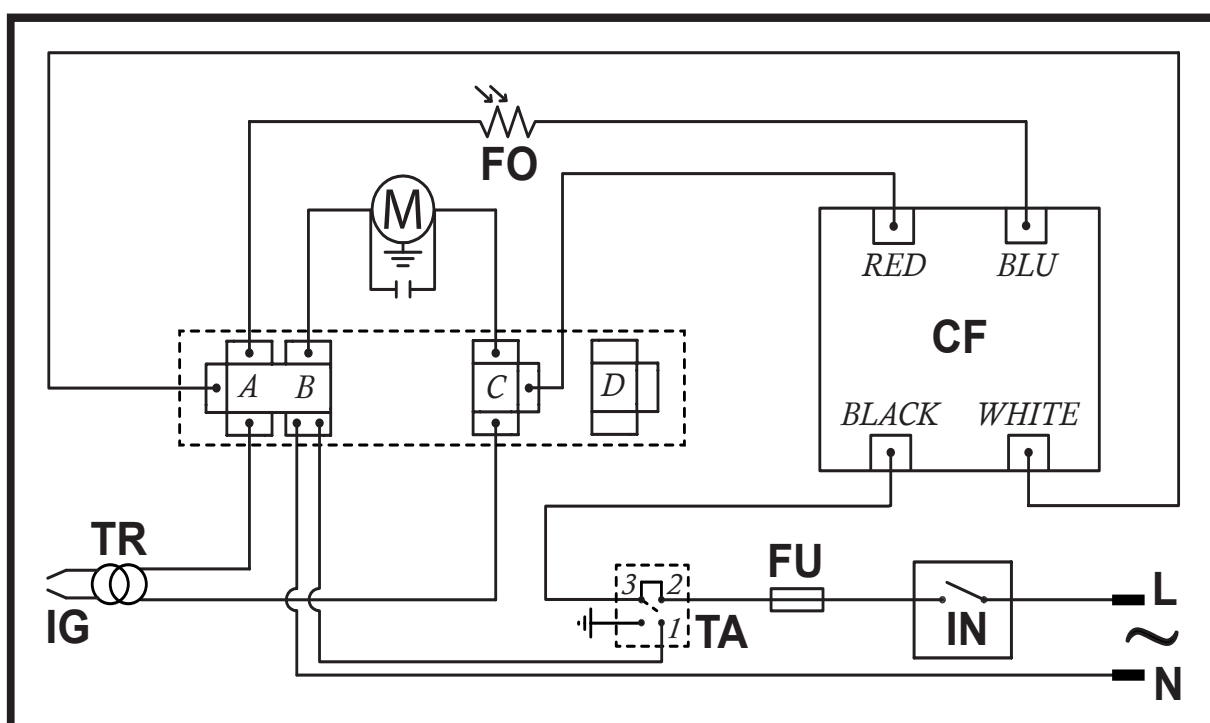 FO
M
RED BLU
CF
A B C D
BLACK WHITE
TR
FU
3 2
L
IG
1 TA
IN
~
N